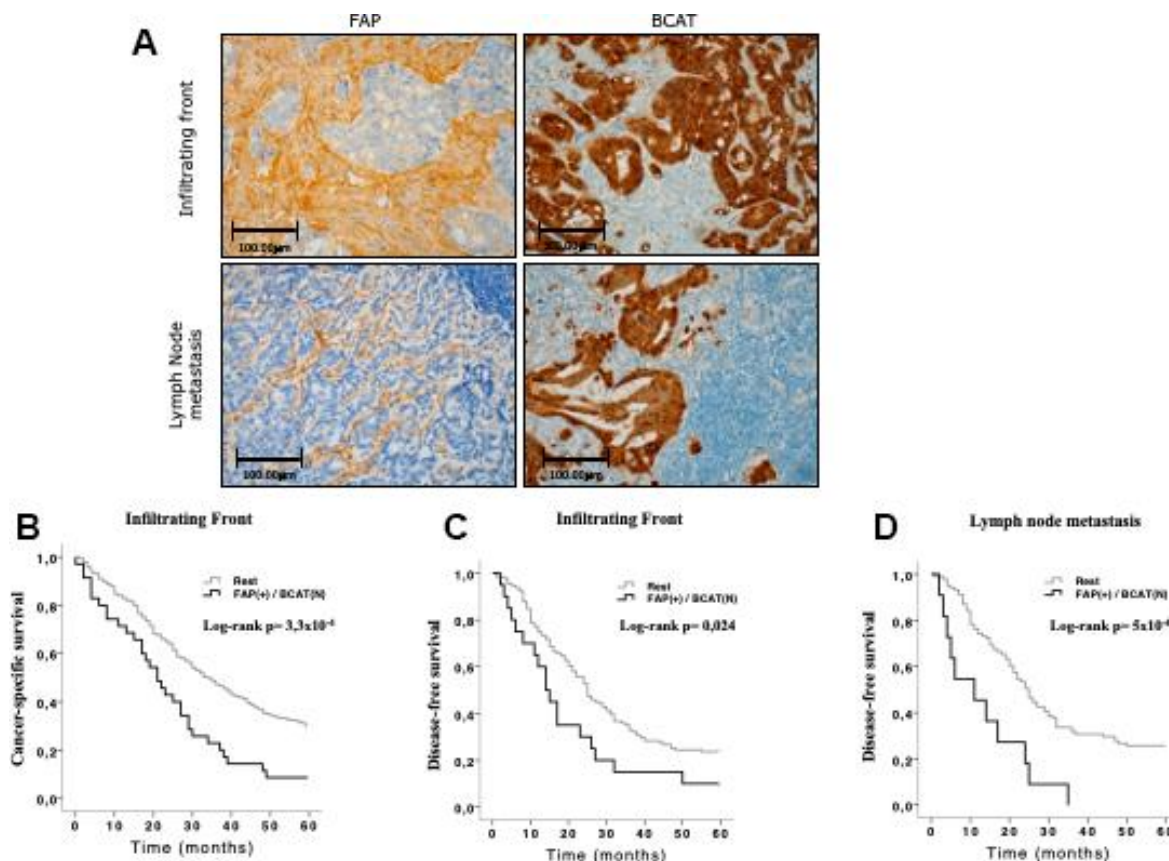 A
FAP
BCAT
Infiltrating front
100.00µm
Lymph Node
metastasis
100.00µm
100.00µm
B
Infiltrating Front
Cancer-specific survival
1,0
0,8
0,6
0,4
0,2
0,0
Rest
FAP(+) / BCAT(N)
0 10 20 30 40 50 60
Time (months)
C
Infiltrating Front
Disease-free survival
1,0
0,8
0,6
0,4
0,2
0,0
Rest
FAP(+) / BCAT(N)
Log-rank p= 0,024
0 10 20 30 40 50 60
Time (months)
D
Lymph node metastasis
Disease-free survival
1,0
0,8
0,6
0,4
0,2
0,0
Rest
FAP(+) / BCAT(N)
0 10 20 30 40 50 60
Time (months)